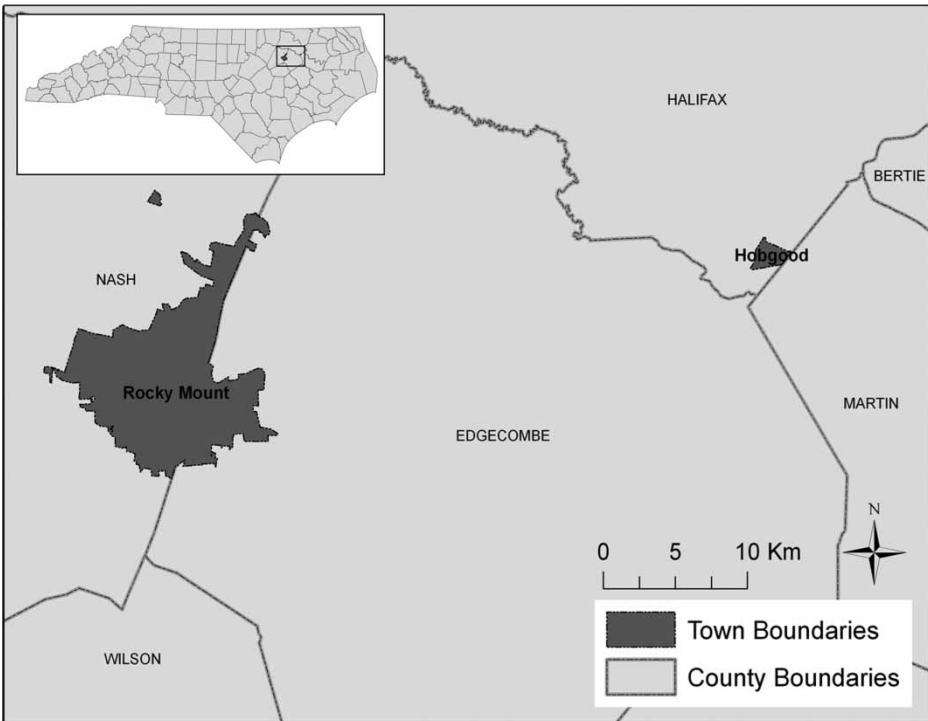 HALIFAX
BERTIE
Hobgood
NASH
Rocky Mount
MARTIN
EDGECOMBE
N
0 5 10 Km
Town Boundaries
WILSON
County Boundaries